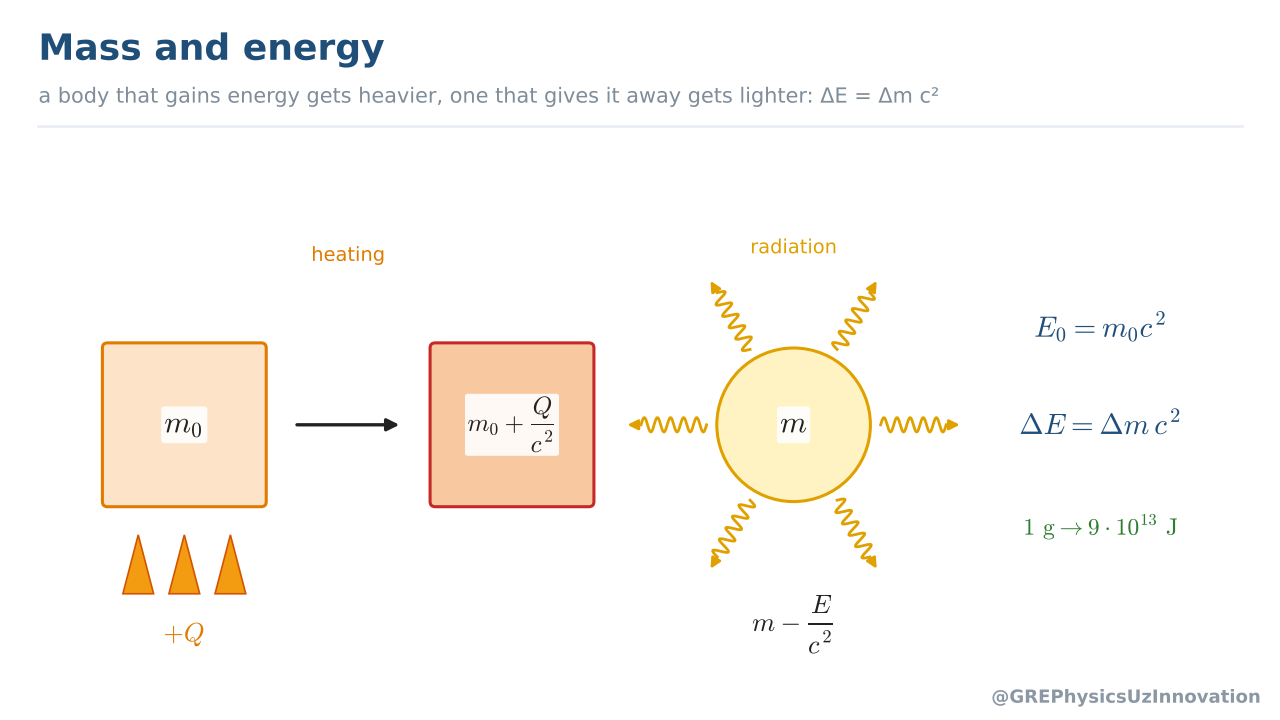 Mass and energy
a body that gains energy gets heavier, one that gives it away gets lighter: ΔE = Δm c²
heating
radiation
m₀
m₀ + Q/c²
m
E₀ = m₀c²
ΔE = Δm c²
1 g → 9 · 10¹³ J
+Q
m − E/c²
@GREPhysicsUzInnovation